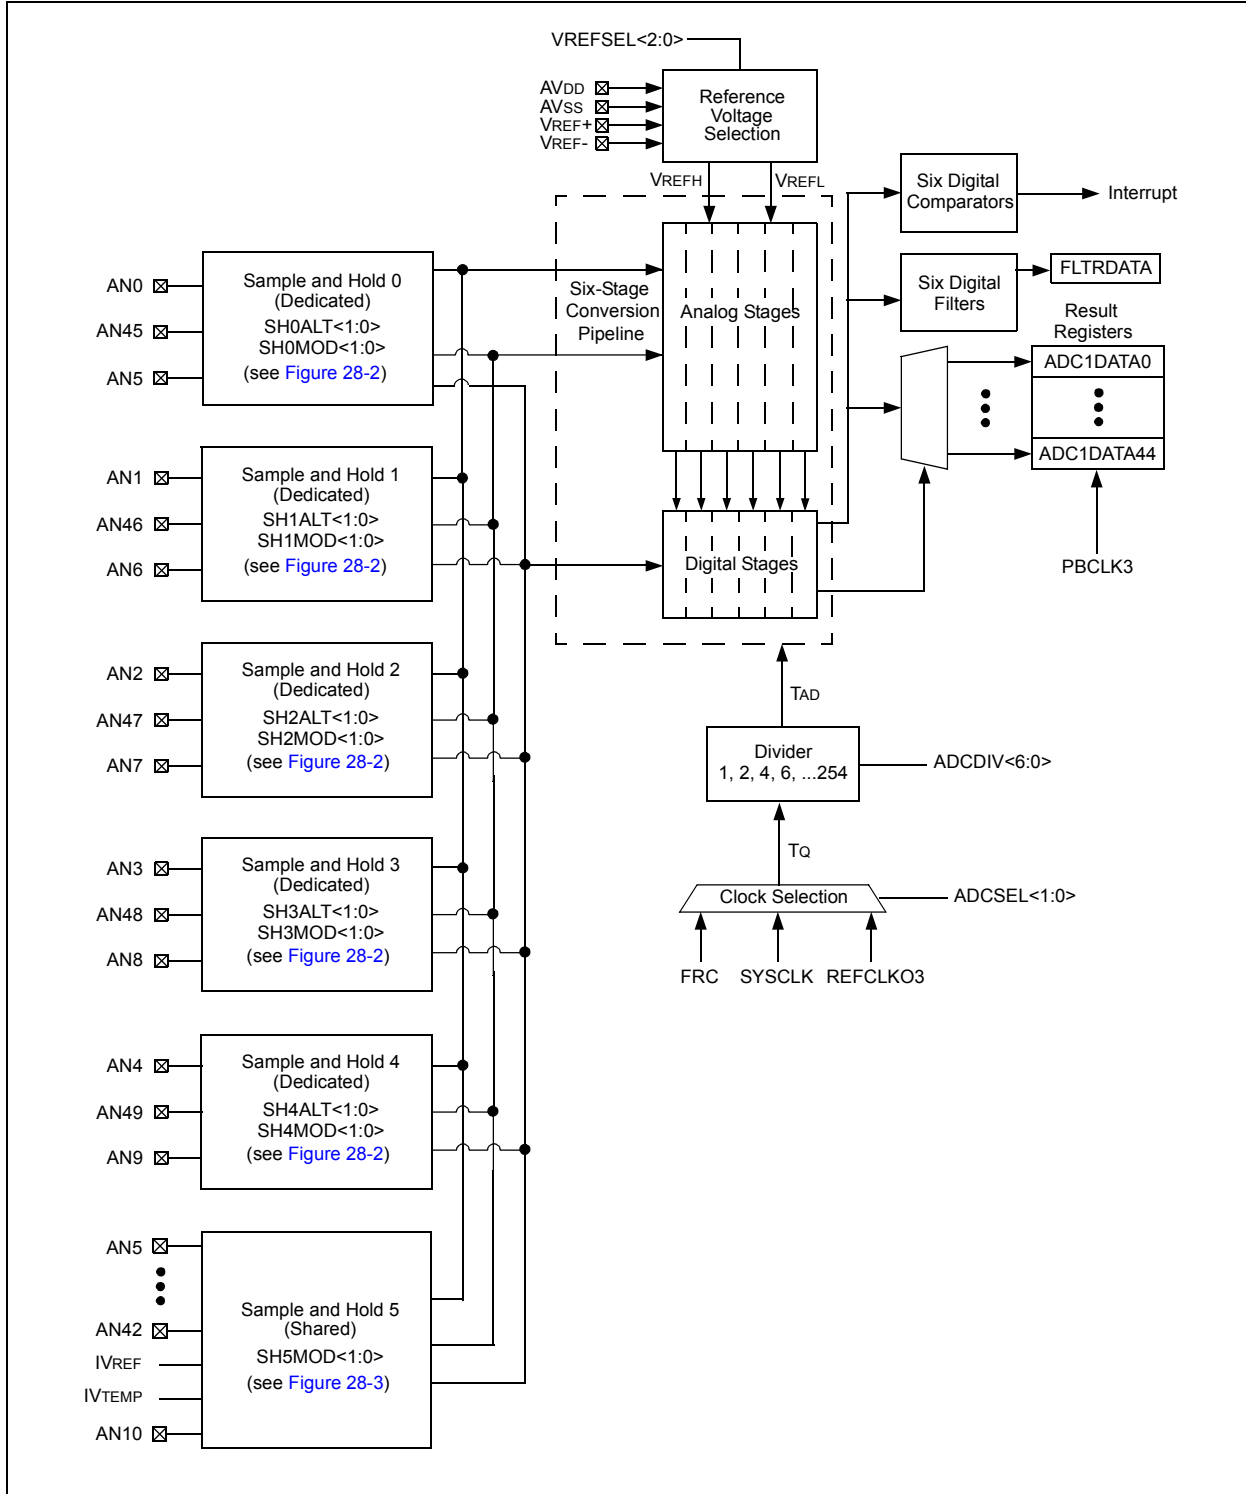 VREFSEL<2:0>
AVDD
AVSS
VREF+
VREF-
Reference
Voltage
Selection
VREFH
VREFL
Six Digital
Comparators
Interrupt
Six Digital
Filters
FLTRDATA
Result
Registers
ADC1DATA0
ADC1DATA44
PBCLK3
Six-Stage
Conversion
Pipeline
Analog Stages
Digital Stages
TAD
Divider
1, 2, 4, 6, ...254
ADCDIV<6:0>
TQ
Clock Selection
ADCSEL<1:0>
FRC
SYSCLK
REFCLKO3
AN0
AN45
AN5
Sample and Hold 0
(Dedicated)
SH0ALT<1:0>
SH0MOD<1:0>
(see Figure 28-2)
AN1
AN46
AN6
Sample and Hold 1
(Dedicated)
SH1ALT<1:0>
SH1MOD<1:0>
(see Figure 28-2)
AN2
AN47
AN7
Sample and Hold 2
(Dedicated)
SH2ALT<1:0>
SH2MOD<1:0>
(see Figure 28-2)
AN3
AN48
AN8
Sample and Hold 3
(Dedicated)
SH3ALT<1:0>
SH3MOD<1:0>
(see Figure 28-2)
AN4
AN49
AN9
Sample and Hold 4
(Dedicated)
SH4ALT<1:0>
SH4MOD<1:0>
(see Figure 28-2)
AN5
AN42
IVREF
IVTEMP
AN10
Sample and Hold 5
(Shared)
SH5MOD<1:0>
(see Figure 28-3)